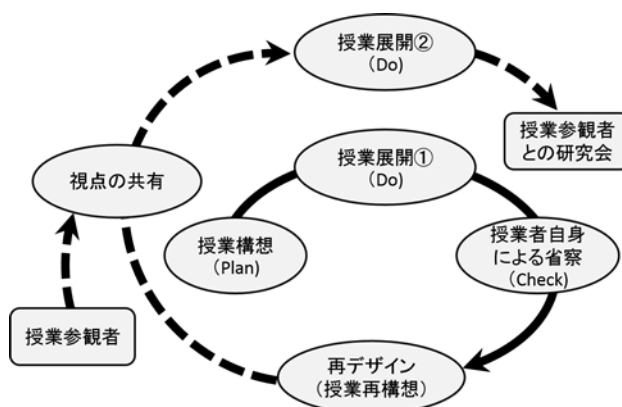 授業展開②
(Do)
授業参観者
との研究会
授業展開①
(Do)
視点の共有
授業構想
(Plan)
授業者自身
による省察
(Check)
授業参観者
再デザイン
(授業再構想)